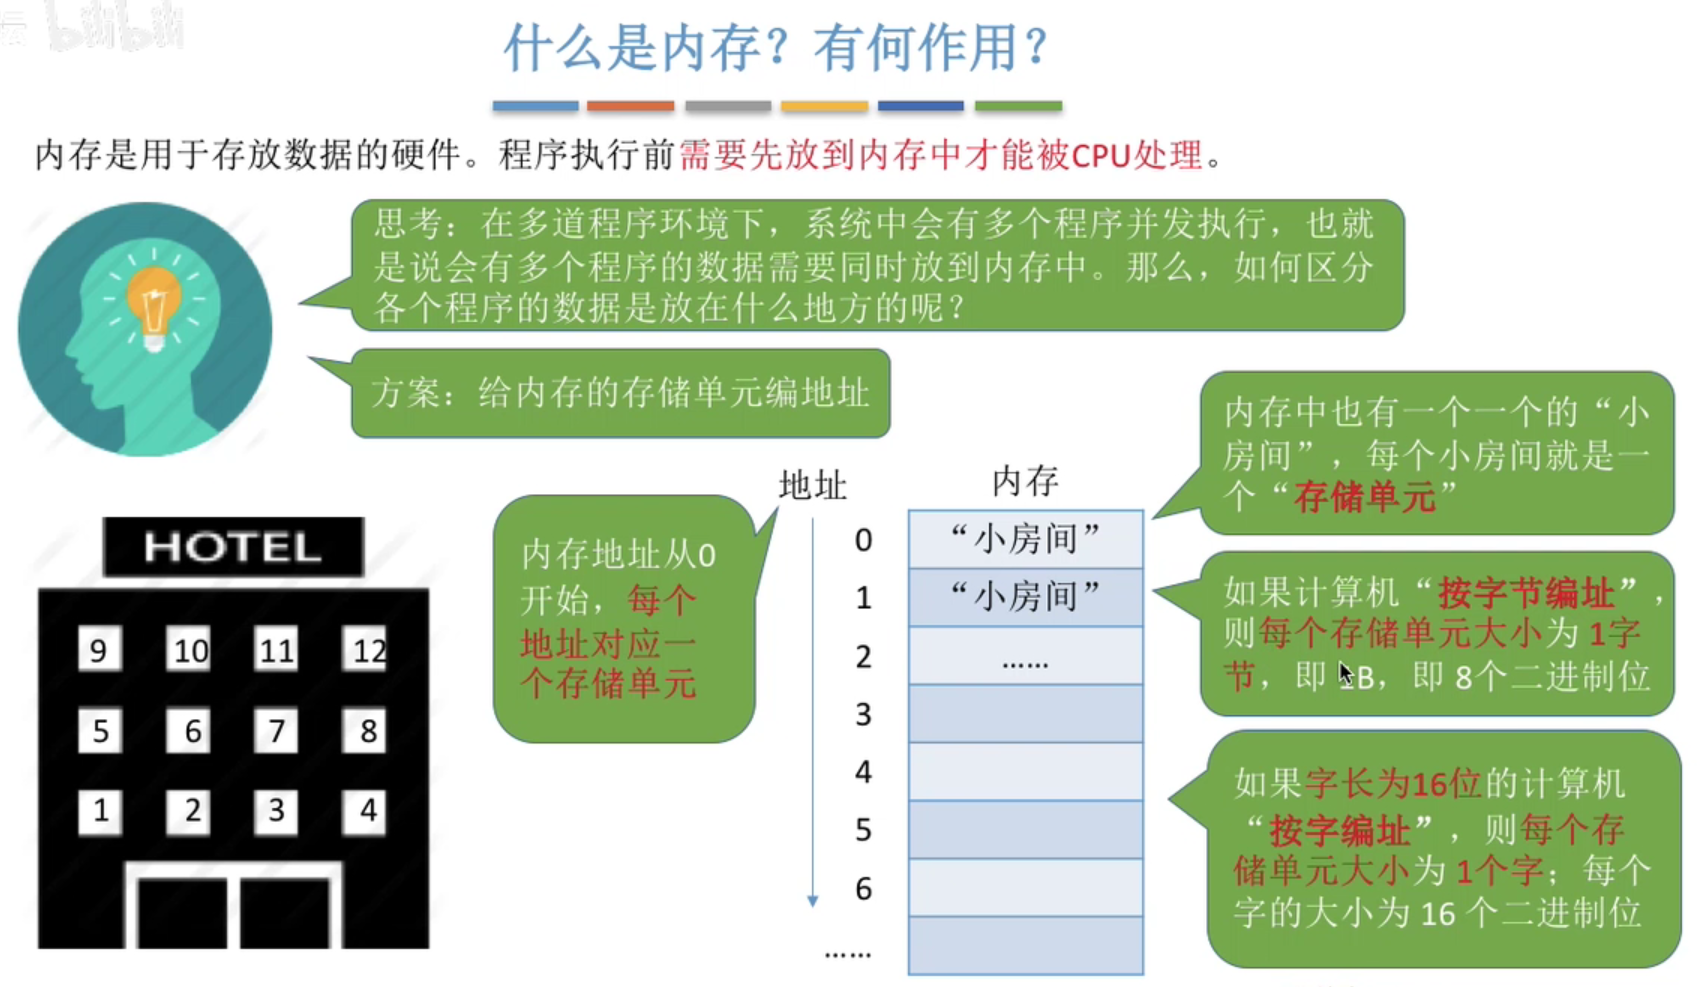 bilibili
什么是内存？有何作用？
内存是用于存放数据的硬件。程序执行前需要先放到内存中才能被CPU处理。
思考：在多道程序环境下，系统中会有多个程序并发执行，也就
是说会有多个程序的数据需要同时放到内存中。那么，如何区分
各个程序的数据是放在什么地方的呢？
方案：给内存的存储单元编地址
HOTEL
9 10 11 12
5 6 7 8
1 2 3 4
内存地址从0
开始，每个
地址对应一
个存储单元
地址
内存
0 “小房间”
1 “小房间”
2 ……
3
4
5
6
……
内存中也有一个一个的“小
房间”，每个小房间就是一
个“存储单元”
如果计算机“按字节编址”，
则每个存储单元大小为 1字
节，即 1B，即 8个二进制位
如果字长为16位的计算机
“按字编址”，则每个存
储单元大小为 1个字；每个
字的大小为 16 个二进制位